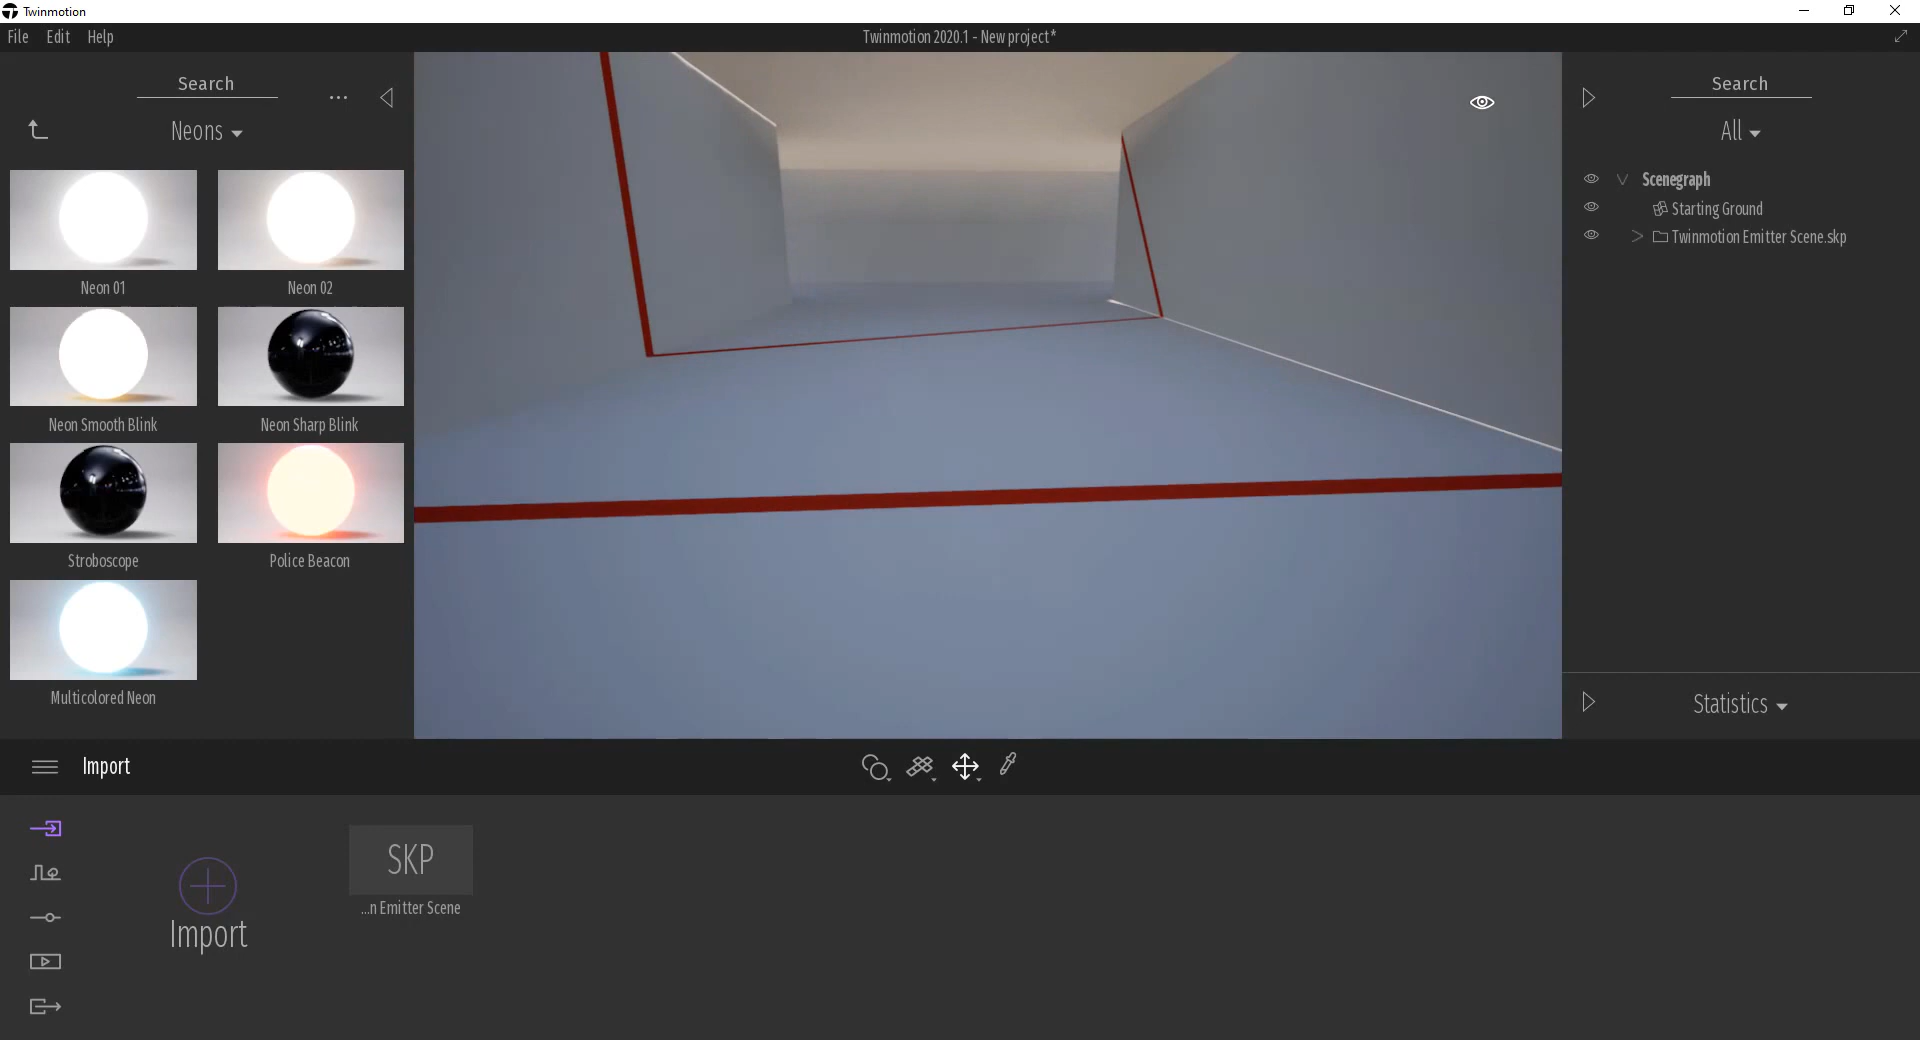 Twinmotion
File Edit Help
Twinmotion 2020.1 - New project*
Search
...
Neons
Neon 01
Neon 02
Neon Smooth Blink
Neon Sharp Blink
Stroboscope
Police Beacon
Multicolored Neon
Search
All
Scenegraph
Starting Ground
Twinmotion Emitter Scene.skp
Statistics
Import
Import
SKP
...n Emitter Scene